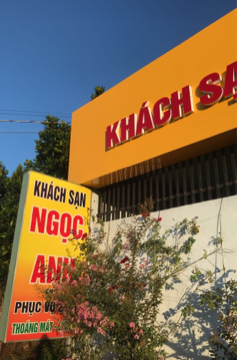 KHÁCH SẠ
KHÁCH SẠN
NGỌC
ANH
PHỤC VỤ
THOÁNG MÁT